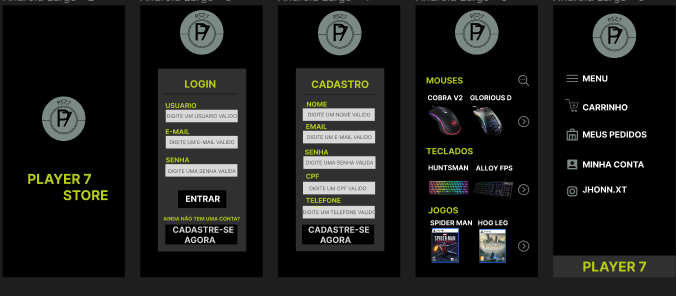 PLAYER 7
STORE
LOGIN
USUARIO
DIGITE UM USUARIO VALIDO
E-MAIL
DIGITE UM E-MAIL VALIDO
SENHA
DIGITE UMA SENHA VALIDA
ENTRAR
AINDA NÃO TEM UMA CONTA?
CADASTRE-SE
AGORA
CADASTRO
NOME
DIGITE UM NOME VALIDO
EMAIL
DIGITE UM E-MAIL VALIDO
SENHA
DIGITE UMA SENHA VALIDA
CPF
DIGITE UM CPF VALIDO
TELEFONE
DIGITE UM TELEFONE VALIDO
CADASTRE-SE
AGORA
MOUSES
COBRA V2 GLORIOUS D
TECLADOS
HUNTSMAN ALLOY FPS
JOGOS
SPIDER MAN HOG LEG
MENU
CARRINHO
MEUS PEDIDOS
MINHA CONTA
JHONN.XT
PLAYER 7